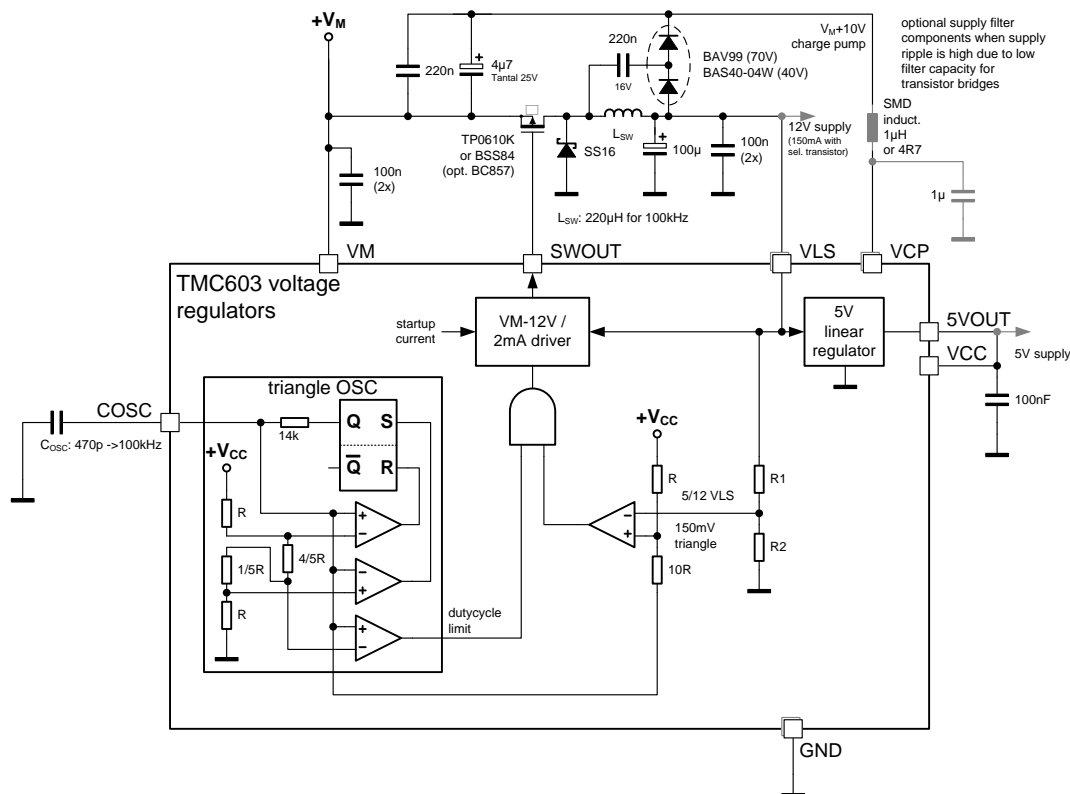 +VM
220n
4µ7
Tantal 25V
220n
16V
BAV99 (70V)
BAS40-04W (40V)
VM+10V
charge pump
optional supply filter
components when supply
ripple is high due to low
filter capacity for
transistor bridges
SMD
induct.
1µH
or 4R7
1µ
TP0610K
or BSS84
(opt. BC857)
SS16
LSW
100µ
100n
(2x)
12V supply
(150mA with
sel. transistor)
100n
(2x)
LSW: 220µH for 100kHz
VM
SWOUT
VLS
VCP
TMC603 voltage
regulators
startup
current
VM-12V /
2mA driver
5V
linear
regulator
5VOUT
5V supply
VCC
100nF
triangle OSC
COSC
COSC: 470p ->100kHz
14k
Q
S
Q
R
+VCC
R
4/5R
1/5R
R
+
−
−
+
+
−
dutycycle
limit
+VCC
R
5/12 VLS
−
+
150mV
triangle
10R
R1
R2
GND